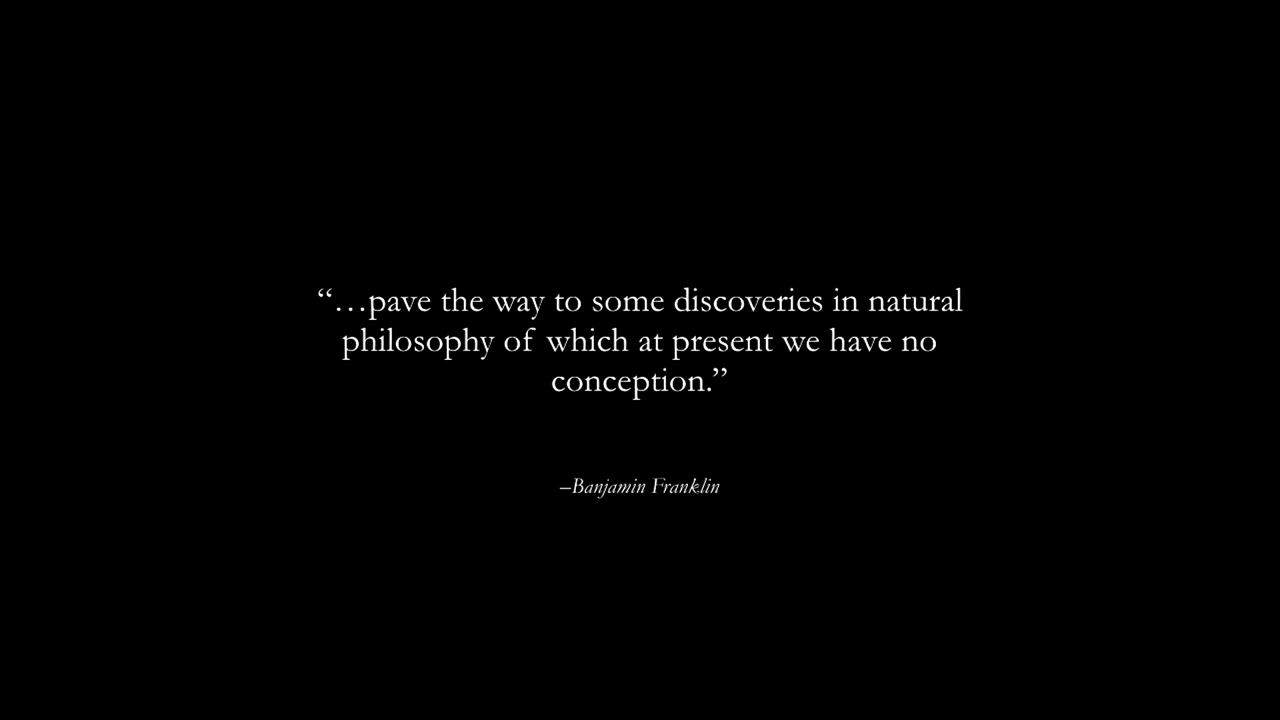 “…pave the way to some discoveries in natural
philosophy of which at present we have no
conception.”
–Banjamin Franklin